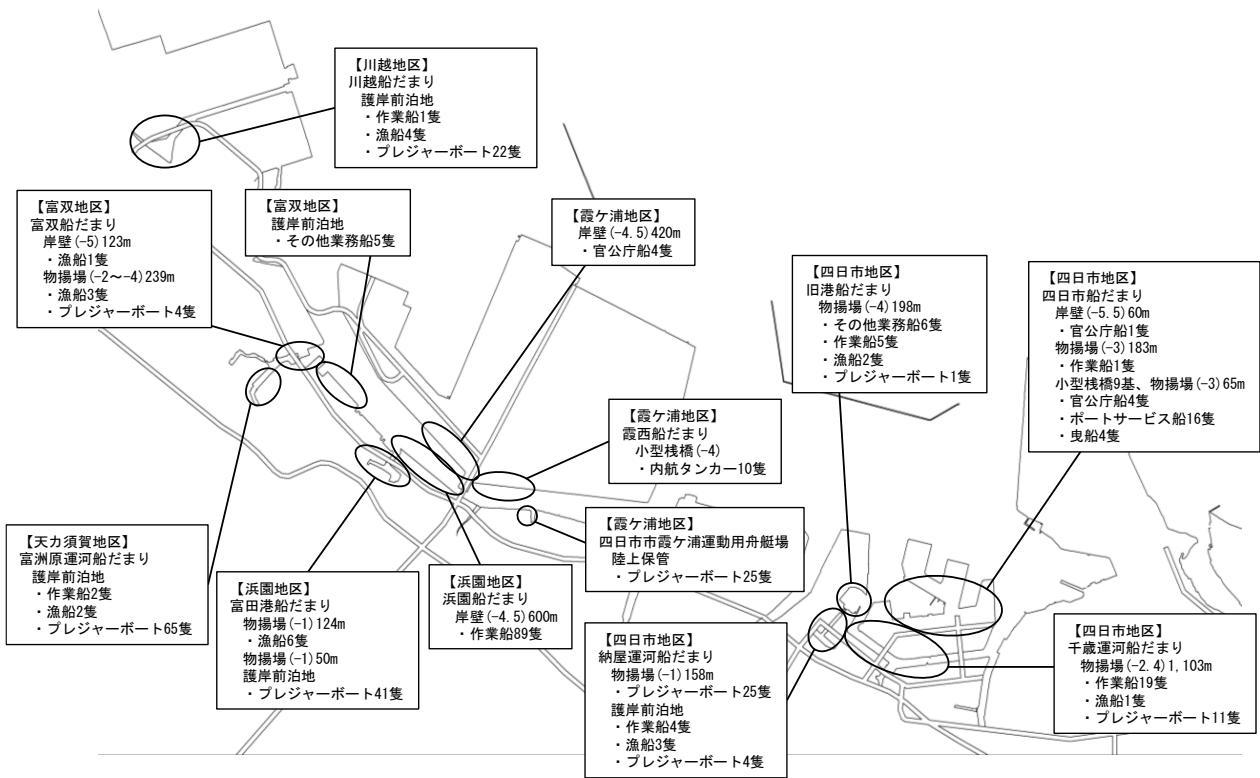 【川越地区】
川越船だまり
護岸前泊地
・作業船1隻
・漁船4隻
・プレジャーボート22隻
【富双地区】
富双船だまり
岸壁(-5)123m
・漁船1隻
物揚場(-2～-4)239m
・漁船3隻
・プレジャーボート4隻
【富双地区】
護岸前泊地
・その他業務船5隻
【霞ケ浦地区】
岸壁(-4.5)420m
・官公庁船4隻
【四日市地区】
旧港船だまり
物揚場(-4)198m
・その他業務船6隻
・作業船5隻
・漁船2隻
・プレジャーボート1隻
【四日市地区】
四日市船だまり
岸壁(-5.5)60m
・官公庁船1隻
物揚場(-3)183m
・作業船1隻
小型桟橋9基、物揚場(-3)65m
・官公庁船4隻
・ポートサービス船16隻
・曳船4隻
【霞ケ浦地区】
霞西船だまり
小型桟橋(-4)
・内航タンカー10隻
【天カ須賀地区】
富洲原運河船だまり
護岸前泊地
・作業船2隻
・漁船2隻
・プレジャーボート65隻
【浜園地区】
富田港船だまり
物揚場(-1)124m
・漁船6隻
物揚場(-1)50m
護岸前泊地
・プレジャーボート41隻
【浜園地区】
浜園船だまり
岸壁(-4.5)600m
・作業船89隻
【霞ケ浦地区】
四日市市霞ケ浦運動用舟艇場
陸上保管
・プレジャーボート25隻
【四日市地区】
納屋運河船だまり
物揚場(-1)158m
・プレジャーボート25隻
護岸前泊地
・作業船4隻
・漁船3隻
・プレジャーボート4隻
【四日市地区】
千歳運河船だまり
物揚場(-2.4)1,103m
・作業船19隻
・漁船1隻
・プレジャーボート11隻